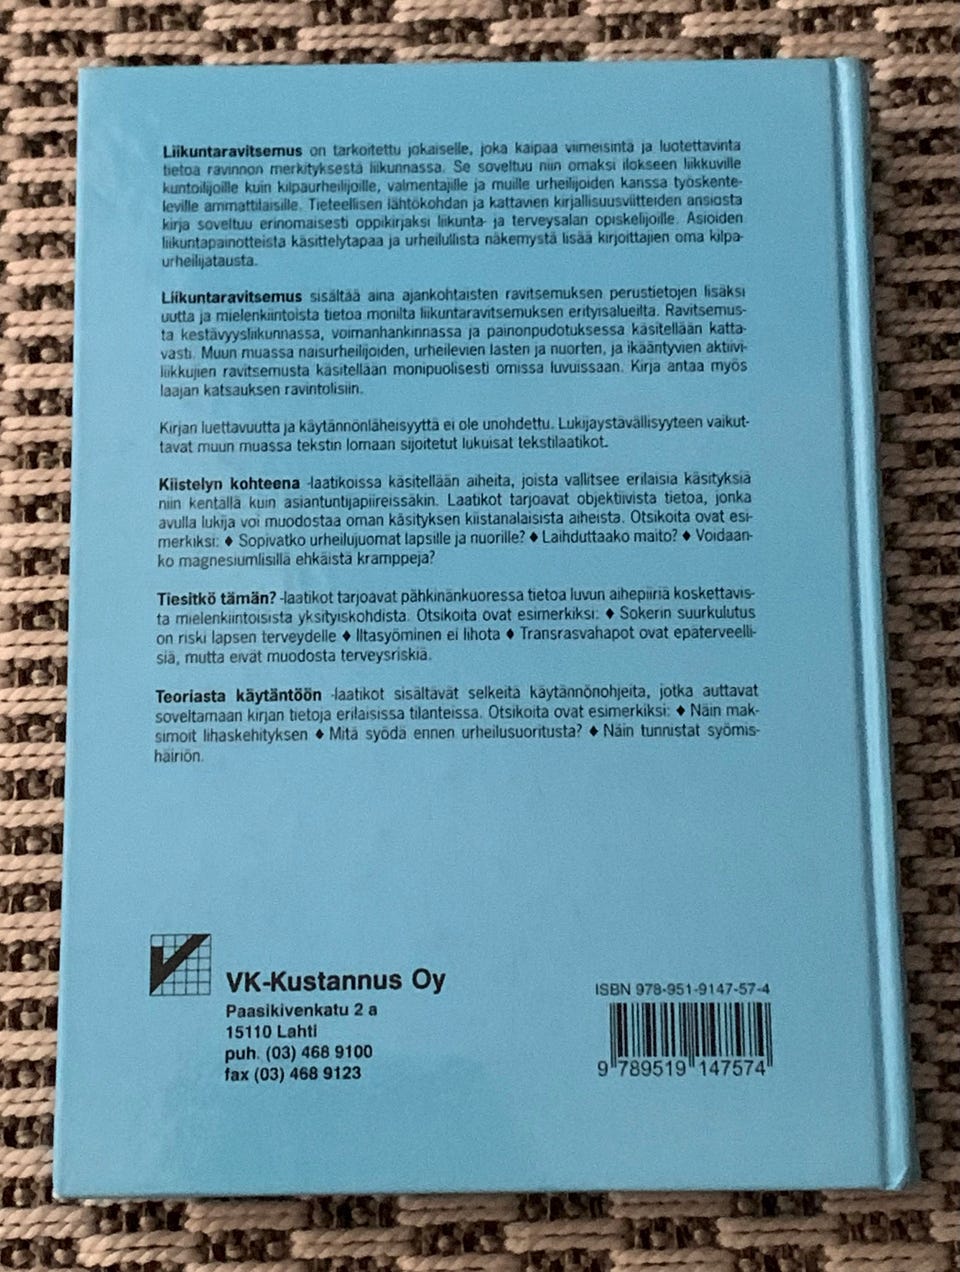 Liikuntaravitsemus on tarkoitettu jokaiselle, joka kaipaa viimeisintä ja luotettavinta
tietoa ravinnon merkityksestä liikunnassa. Se soveltuu niin omaksi ilokseen liikkuville
kuntoilijoille kuin kilpaurheilijoille, valmentajille ja muille urheilijoiden kanssa työskente-
leville ammattilaisille. Tieteellisen lähtökohdan ja kattavien kirjallisuusviitteiden ansiosta
kirja soveltuu erinomaisesti oppikirjaksi liikunta- ja terveysalan opiskelijoille. Asioiden
liikuntapainotteista käsittelytapaa ja urheilullista näkemystä lisää kirjoittajien oma kilpa-
urheilijatausta.
Liikuntaravitsemus sisältää aina ajankohtaisten ravitsemuksen perustietojen lisäksi
uutta ja mielenkiintoista tietoa monilta liikuntaravitsemuksen erityisalueilta. Ravitsemus-
ta kestävyysliikunnassa, voimanhankinnassa ja painonpudotuksessa käsitellään katta-
vasti. Muun muassa naisurheilijoiden, urheilevien lasten ja nuorten, ja ikääntyvien aktiivi-
liikkujien ravitsemusta käsitellään monipuolisesti omissa luvuissaan. Kirja antaa myös
laajan katsauksen ravintolisiin.
Kirjan luettavuutta ja käytännönläheisyyttä ei ole unohdettu. Lukijaystävällisyyteen vaikut-
tavat muun muassa tekstin lomaan sijoitetut lukuisat tekstilaatikot.
Kiistelyn kohteena -laatikoissa käsitellään aiheita, joista vallitsee erilaisia käsityksiä
niin kentällä kuin asiantuntijapiireissäkin. Laatikot tarjoavat objektiivista tietoa, jonka
avulla lukija voi muodostaa oman käsityksen kiistanalaisista aiheista. Otsikoita ovat esi-
merkiksi: ♦ Sopivatko urheilujuomat lapsille ja nuorille? ♦ Laihduttaako maito? ♦ Voidaan-
ko magnesiumlisillä ehkäistä kramppeja?
Tiesitkö tämän? -laatikot tarjoavat pähkinänkuoressa tietoa luvun aihepiiriä koskettavis-
ta mielenkiintoisista yksityiskohdista. Otsikoita ovat esimerkiksi: ♦ Sokerin suurkulutus
on riski lapsen terveydelle ♦ Iltasyöminen ei lihota ♦ Transrasvahapot ovat epäterveelli-
siä, mutta eivät muodosta terveysriskiä.
Teoriasta käytäntöön -laatikot sisältävät selkeitä käytännönohjeita, jotka auttavat
soveltamaan kirjan tietoja erilaisissa tilanteissa. Otsikoita ovat esimerkiksi: ♦ Näin mak-
simoit lihaskehityksen ♦ Mitä syödä ennen urheilusuoritusta? ♦ Näin tunnistat syömis-
häiriön.
VK-Kustannus Oy
Paasikivenkatu 2 a
15110 Lahti
puh. (03) 468 9100
fax (03) 468 9123
ISBN 978-951-9147-57-4
9 789519 147574